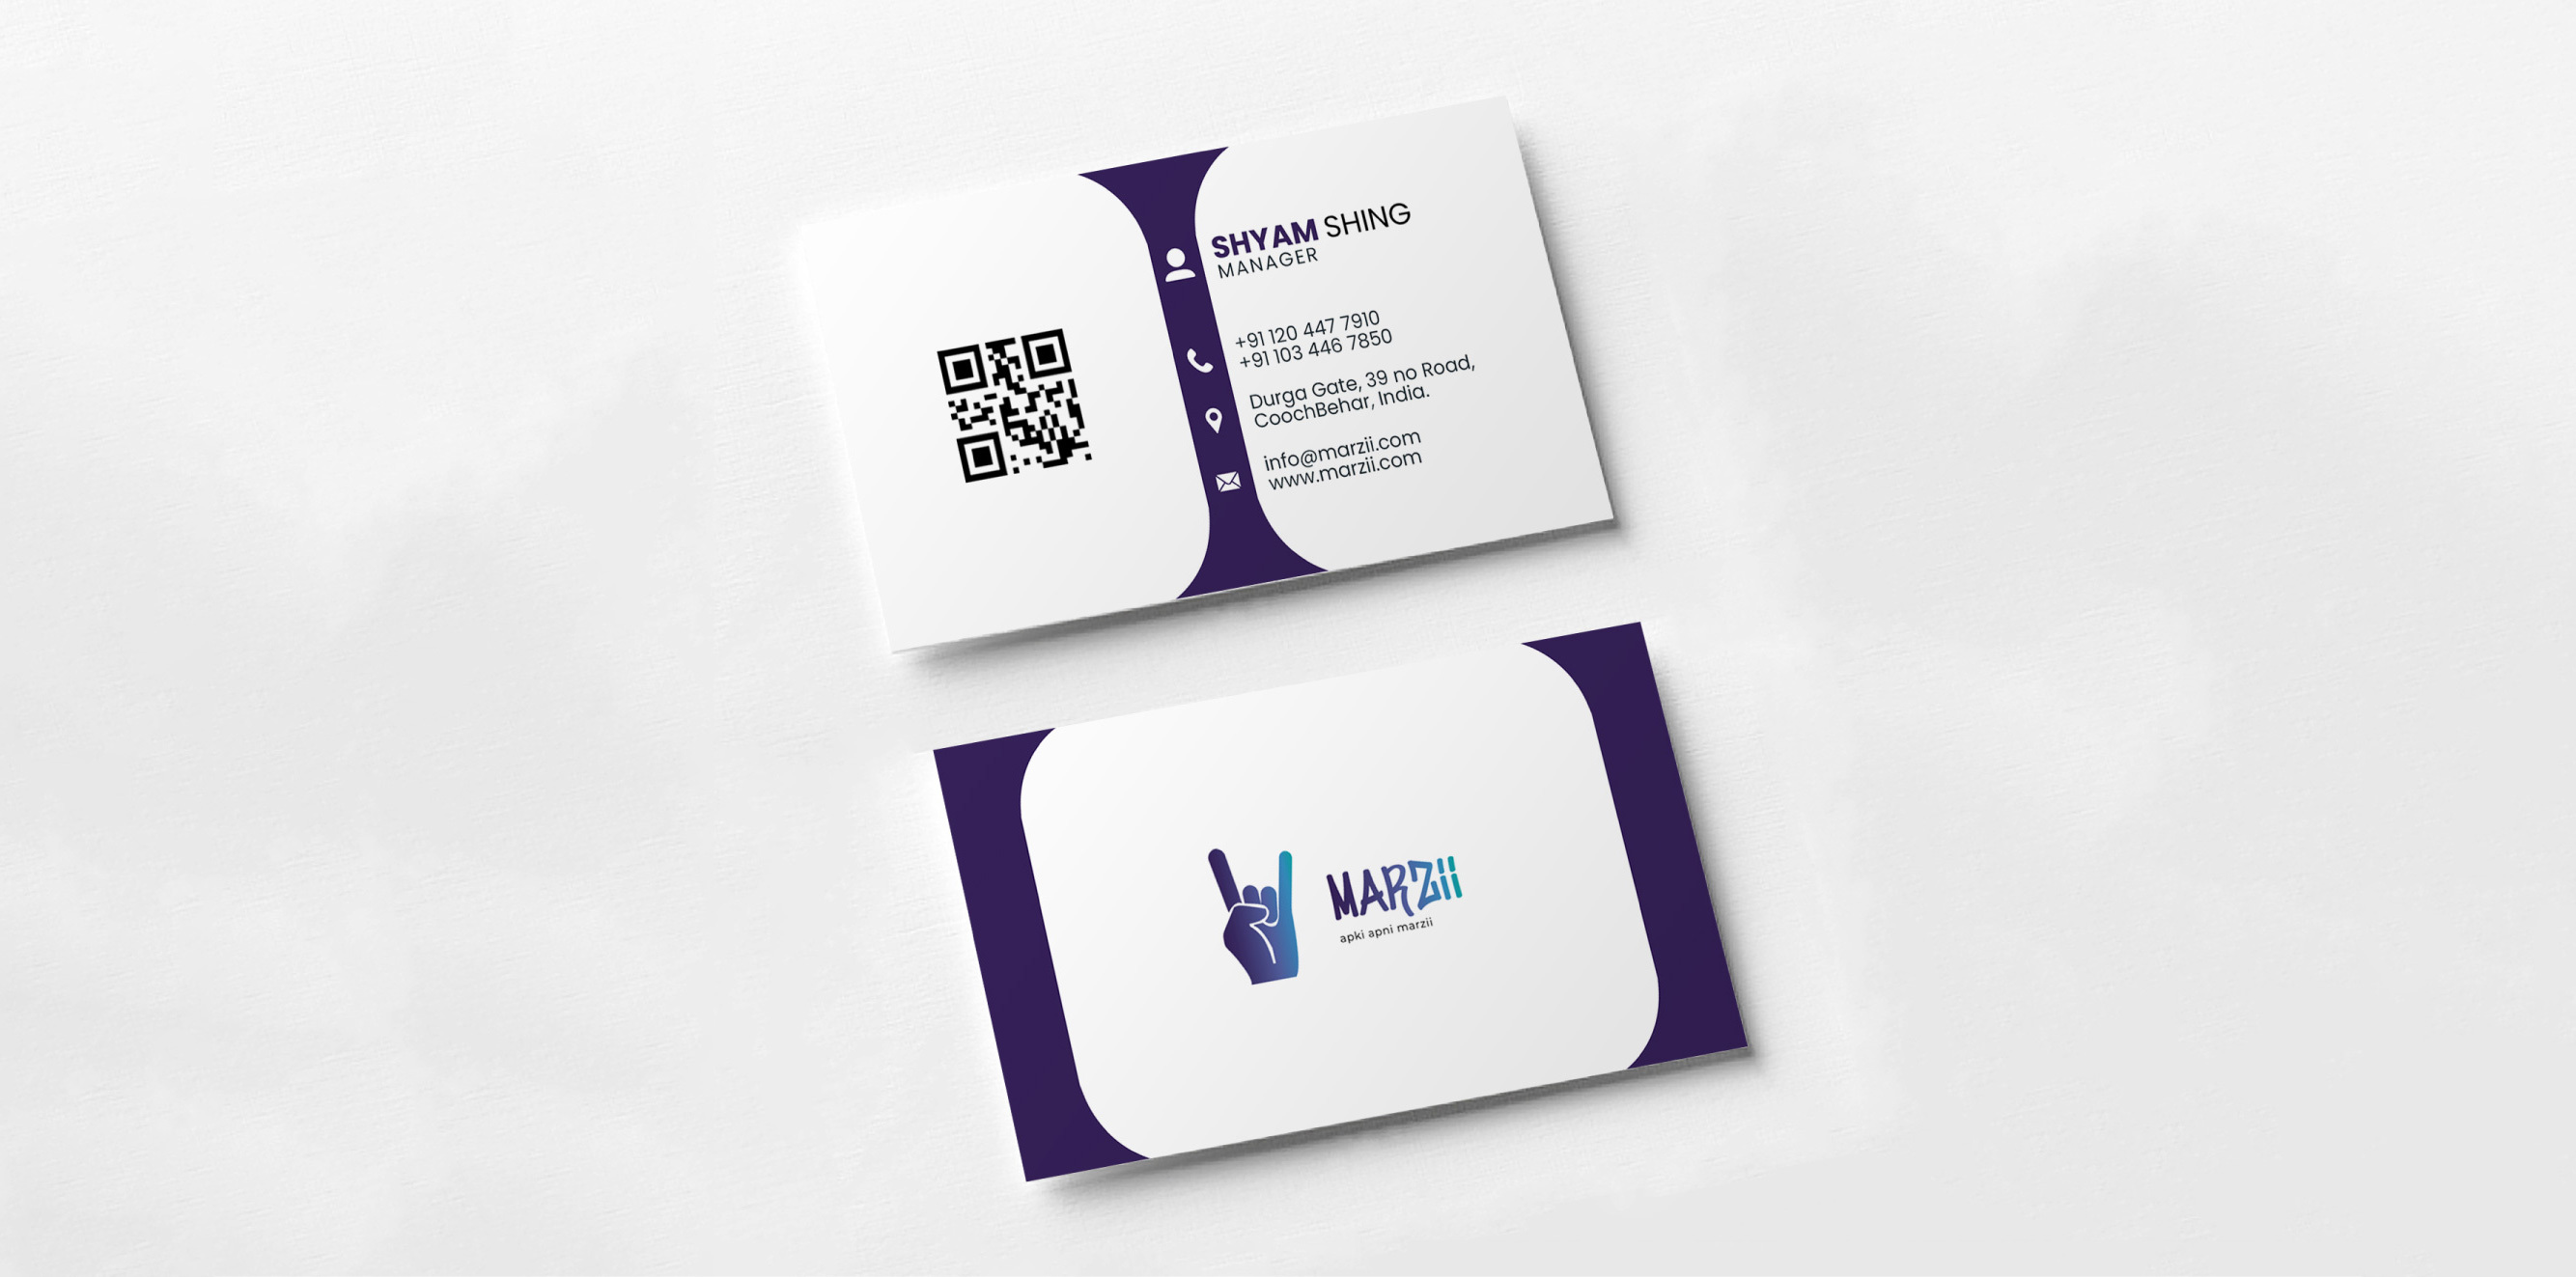 SHYAM SHING
MANAGER
+91 120 447 7910
+91 103 446 7850
Durga Gate, 39 no Road,
CoochBehar, India.
info@marzii.com
www.marzii.com
MARZii
apki apni marzii